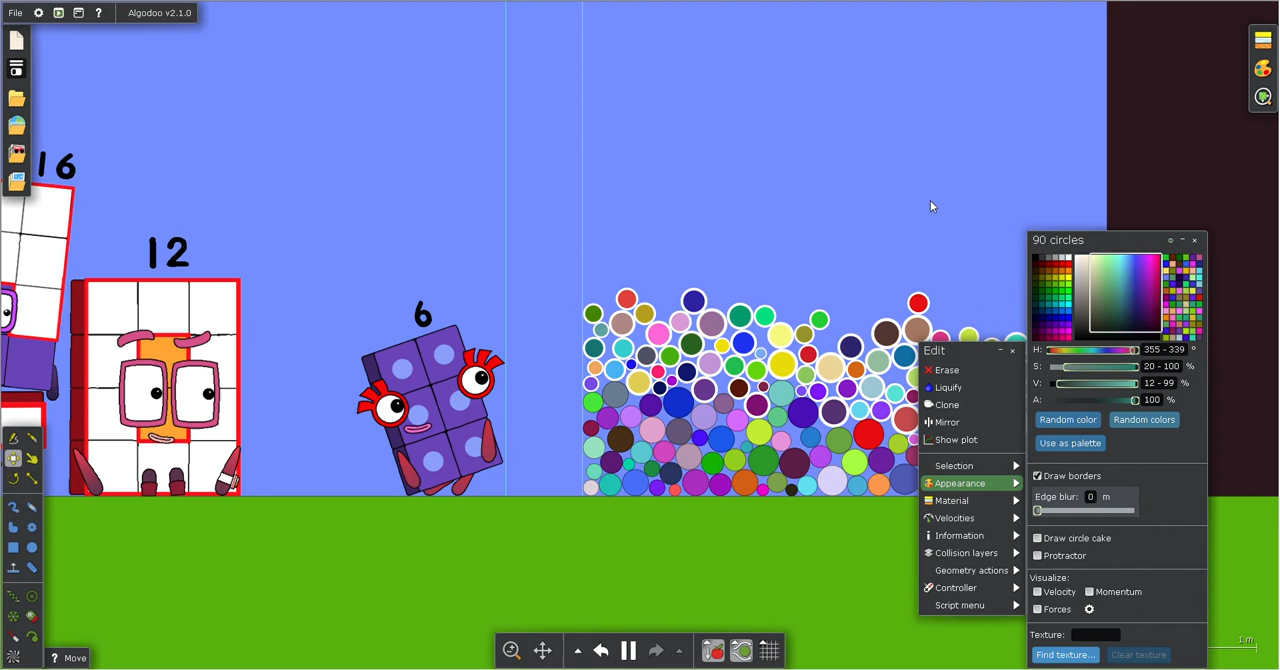 File ? Algodoo v2.1.0
16
12
6
90 circles
H: 355 - 339 °
S: 20 - 100 %
V: 12 - 99 %
A: 100 %
Random color Random colors
Use as palette
Draw borders
Edge blur: 0 m
Draw circle cake
Protractor
Visualize:
Velocity Momentum
Forces
Texture:
Find texture... Clear texture
Edit
Erase
Liquify
Clone
Mirror
Show plot
Selection
Appearance
Material
Velocities
Information
Collision layers
Geometry actions
Controller
Script menu
1 m
? Move